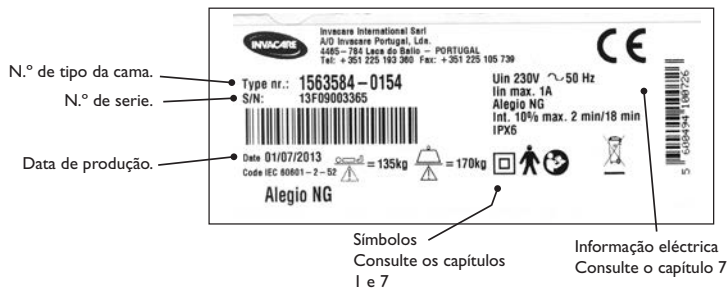 INVACARE
Invacare International Sarl
A/O Invacare Portugal, Lda.
4465-784 Leca do Balio - PORTUGAL
Tel: +351 225 193 360 Fax: +351 225 105 739
CE
N.º de tipo da cama.
Type nr.: 1563584-0154
N.º de serie.
S/N: 13F09003365
Uin 230V ~50 Hz
Iin max. 1A
Alegio NG
Int. 10% max. 2 min/18 min
IPX6
5 600494 100726
Data de produção.
Date 01/07/2013
Code IEC 60601-2-52
=135kg
=170kg
Alegio NG
Símbolos
Consulte os capítulos
1 e 7
Informação eléctrica
Consulte o capítulo 7